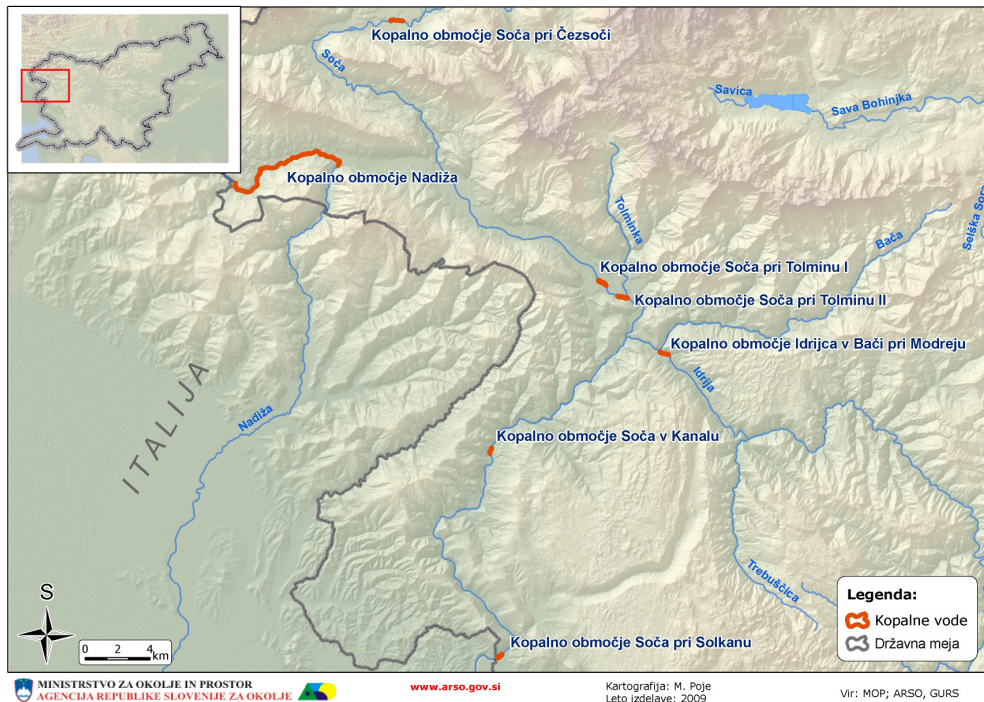 Kopalno območje Soča pri Čezsoči
Soča
Savica
Sava Bohinjka
Kopalno območje Nadiža
Tolminka
Bača
Selška Sora
Kopalno območje Soča pri Tolminu I
Kopalno območje Soča pri Tolminu II
Kopalno območje Idrijca v Bači pri Modreju
Idrija
ITALIJA
Nadiža
Kopalno območje Soča v Kanalu
Trebuščica
Kopalno območje Soča pri Solkanu
S
0 2 4 km
Legenda:
Kopalne vode
Državna meja
MINISTRSTVO ZA OKOLJE IN PROSTOR
AGENCIJA REPUBLIKE SLOVENIJE ZA OKOLJE
www.arso.gov.si
Kartografija: M. Poje
Leto izdelave: 2009
Vir: MOP; ARSO, GURS